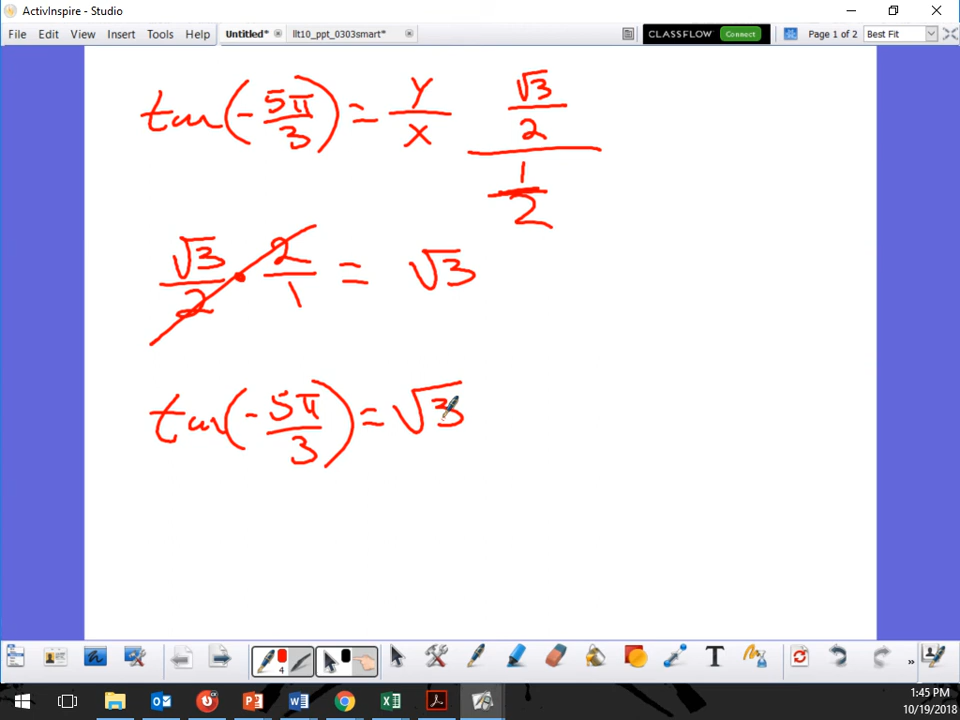 ActivInspire - Studio
File Edit View Insert Tools Help Untitled* llt10_ppt_0303smart* CLASSFLOW Connect Page 1 of 2 Best Fit
tan(-5π/3) = y/x (√3/2)/(1/2)
√3/2 · 2/1 = √3
tan(-5π/3) = √3
4 T »
1:45 PM
10/19/2018